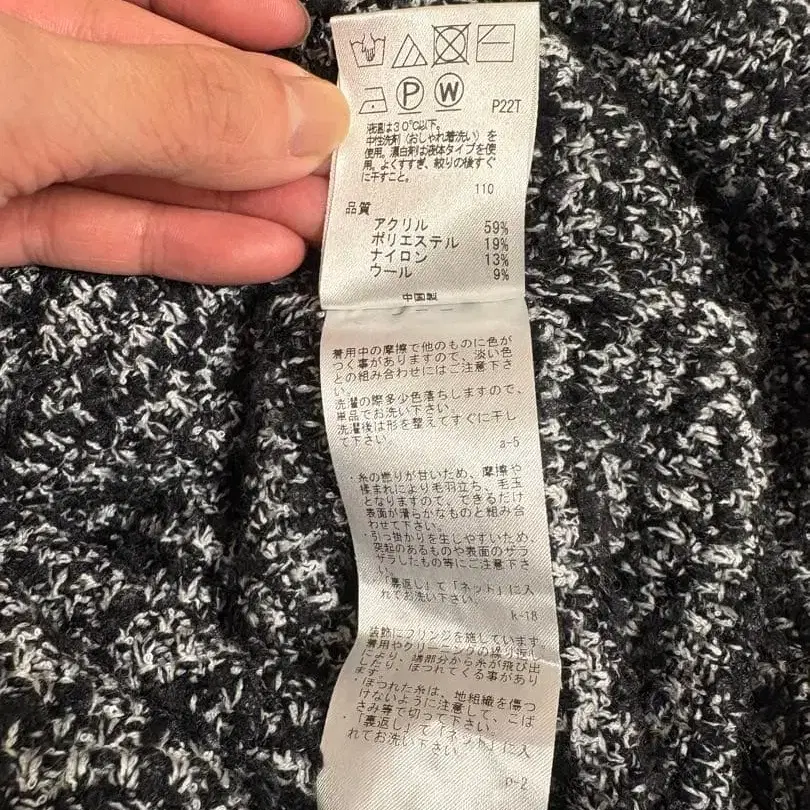 P W P22T
液温は30℃以下。
中性洗剤（おしゃれ着洗い）を
使用。漂白剤は液体タイプを使
用。よくすすぎ、絞りの後すぐ
に干すこと。
110
品質
アクリル 59%
ポリエステル 19%
ナイロン 13%
ウール 9%
中国製
着用中の摩擦で他のものに色が
つく事がありますので、淡い色
との組み合わせにはご注意下さ
い。
洗濯の際多少色落ちしますので、
単品でお洗い下さい。
洗濯後は形を整えてすぐに干し
て下さい。
a-5
・糸の撚りが甘いため、摩擦や
揉まれにより毛羽立ち、毛玉
となりますので、できるだけ
表面が滑らかなものと組み合
わせて下さい。
・引っ掛かりを生じやすいため、
突起のあるものや表面のザラ
ザラしたもの等にご注意下さ
い。
・「裏返し」て「ネット」に入
れてお洗い下さい。
k-18
装飾にフリンジを施しています
着用やクリーニングの繰り返し
により、端部分から糸が飛び出
したり、ほつれてくる事があり
ます。
・ほつれた糸は、地組織を傷つ
けないように注意して、こば
さみ等で切って下さい。
・「裏返し」て「ネット」に入
れてお洗い下さい。
p-2